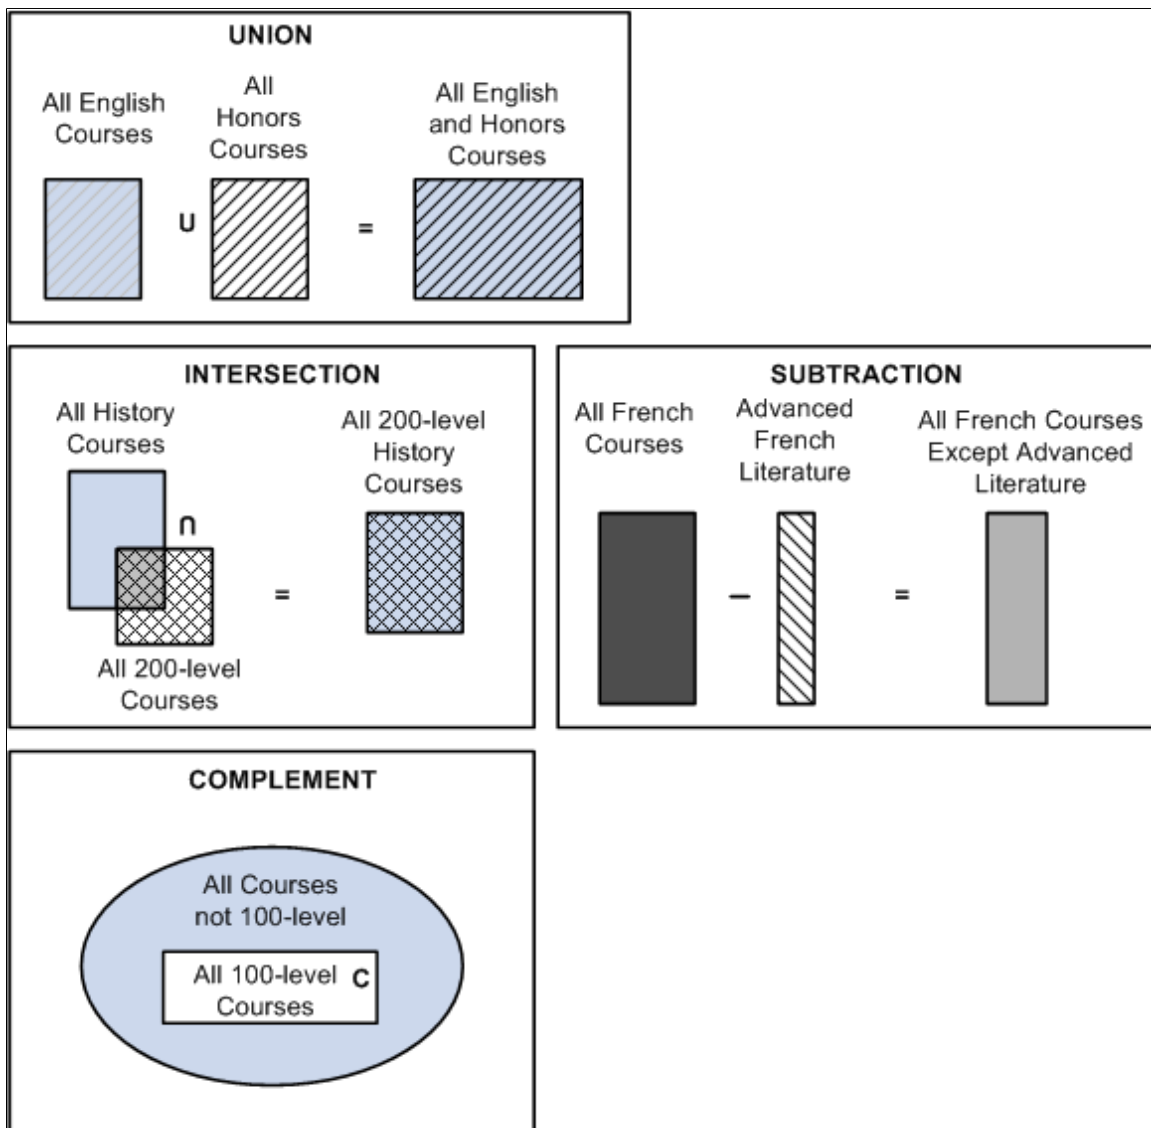 UNION
All English
Courses
U
All
Honors
Courses
=
All English
and Honors
Courses
INTERSECTION
All History
Courses
∩
All 200-level
Courses
=
All 200-level
History
Courses
SUBTRACTION
All French
Courses
–
Advanced
French
Literature
=
All French Courses
Except Advanced
Literature
COMPLEMENT
All Courses
not 100-level
All 100-level C
Courses